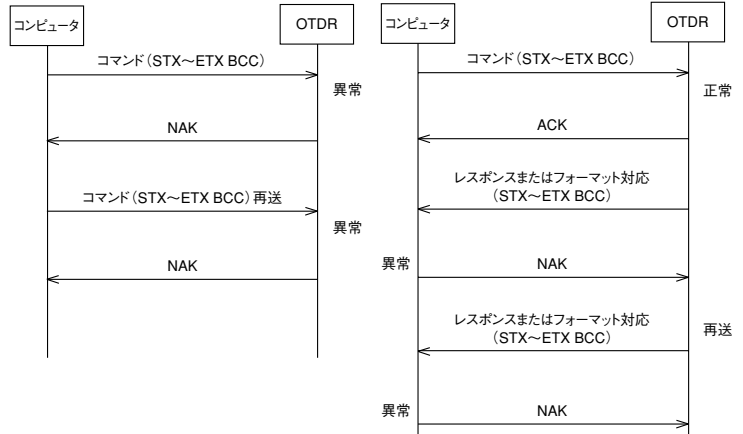 コンピュータ
OTDR
コマンド（STX～ETX BCC）
異常
NAK
コマンド（STX～ETX BCC）再送
異常
NAK
コンピュータ
OTDR
コマンド（STX～ETX BCC）
正常
ACK
レスポンスまたはフォーマット対応
（STX～ETX BCC）
異常
NAK
レスポンスまたはフォーマット対応
（STX～ETX BCC）
再送
異常
NAK